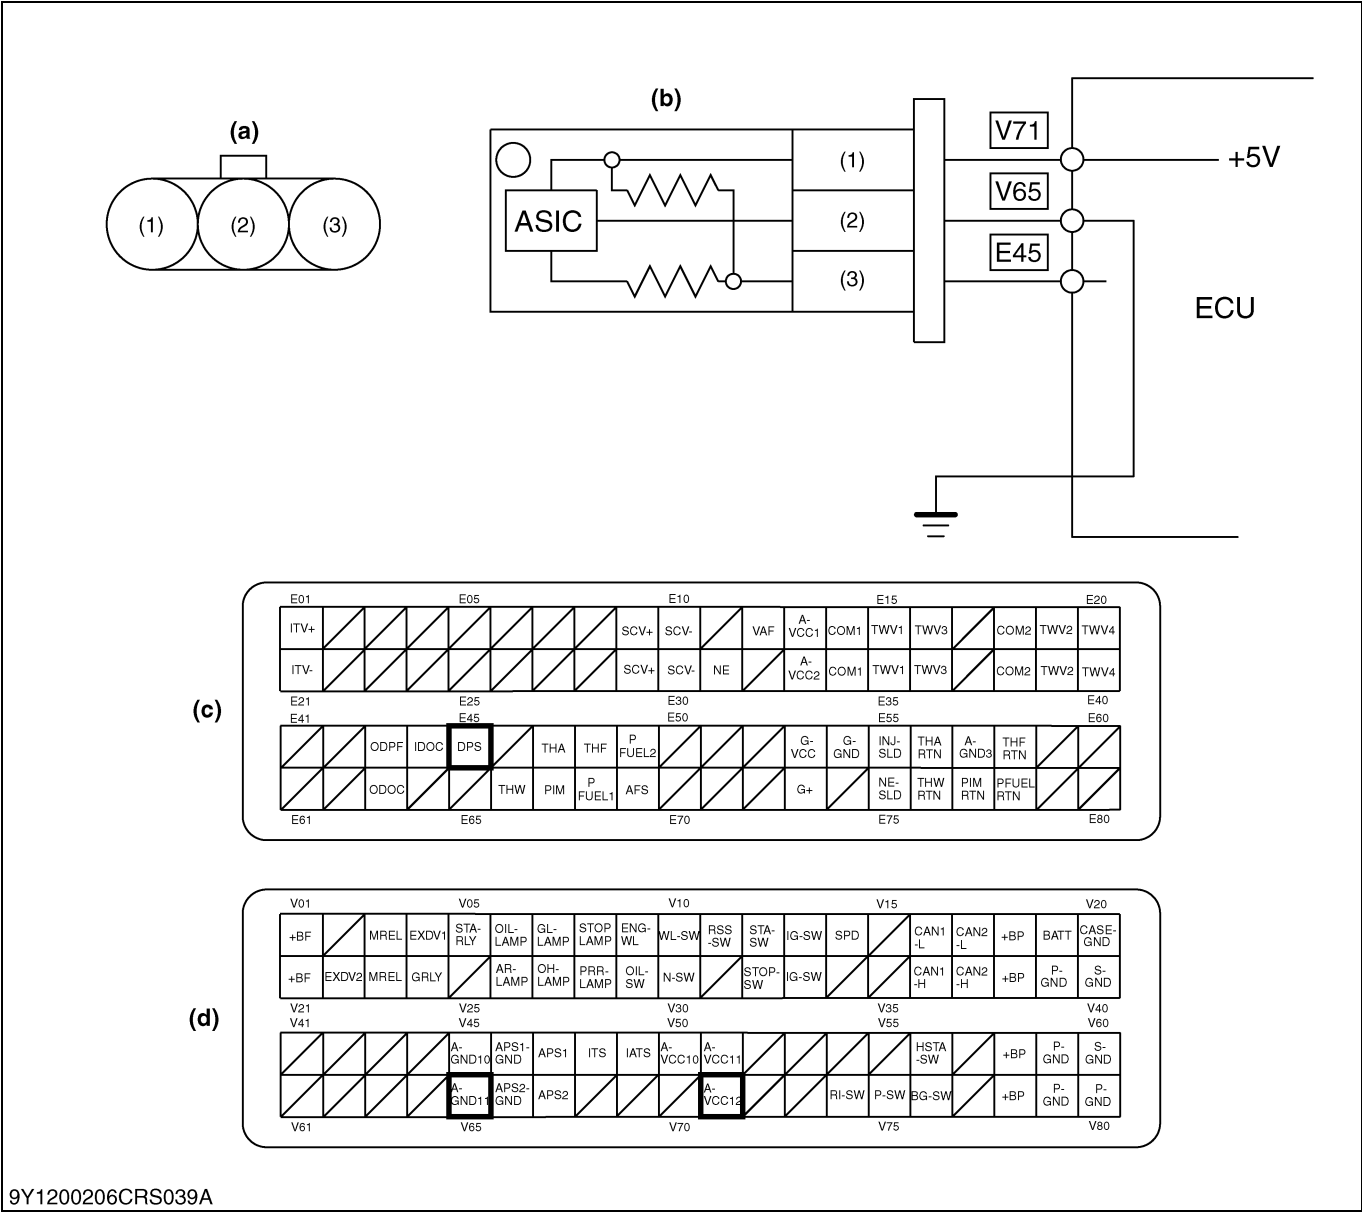 (a)
(b)
(1) (2) (3)
ASIC
(1)
(2)
(3)
V71
V65
E45
+5V
ECU
(c)
E01 E05 E10 E15 E20
ITV+ SCV+ SCV- VAF A-VCC1 COM1 TWV1 TWV3 COM2 TWV2 TWV4
ITV- SCV+ SCV- NE A-VCC2 COM1 TWV1 TWV3 COM2 TWV2 TWV4
E21 E25 E30 E35 E40
E41 E45 E50 E55 E60
ODPF IDOC DPS THA THF P FUEL2 G-VCC G-GND INJ-SLD THA RTN A-GND3 THF RTN
ODOC THW PIM P FUEL1 AFS G+ NE-SLD THW RTN PIM RTN PFUEL RTN
E61 E65 E70 E75 E80
(d)
V01 V05 V10 V15 V20
+BF MREL EXDV1 STA-RLY OIL-LAMP GL-LAMP STOP LAMP ENG-WL WL-SW RSS-SW STA-SW IG-SW SPD CAN1-L CAN2-L +BP BATT CASE-GND
+BF EXDV2 MREL GRLY AR-LAMP OH-LAMP PRR-LAMP OIL-SW N-SW STOP-SW IG-SW CAN1-H CAN2-H +BP P-GND S-GND
V21 V25 V30 V35 V40
V41 V45 V50 V55 V60
A-GND10 APS1-GND APS1 ITS IATS A-VCC10 A-VCC11 HSTA-SW +BP P-GND S-GND
A-GND11 APS2-GND APS2 A-VCC12 RI-SW P-SW BG-SW +BP P-GND P-GND
V61 V65 V70 V75 V80
9Y1200206CRS039A